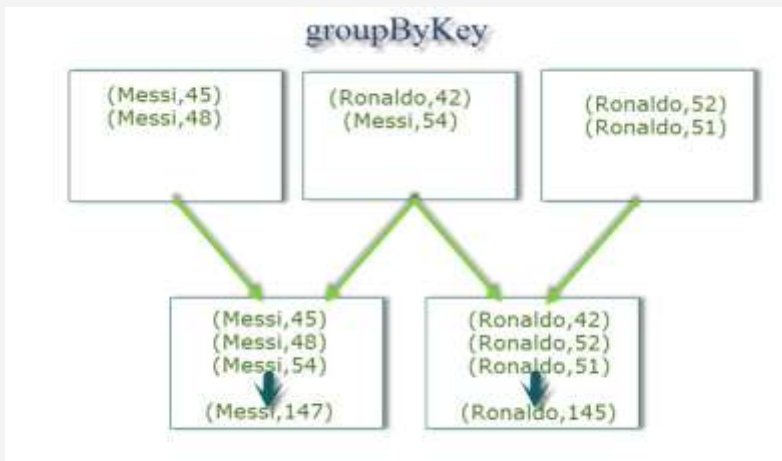 groupByKey
(Messi,45)
(Messi,48)
(Ronaldo,42)
(Messi,54)
(Ronaldo,52)
(Ronaldo,51)
(Messi,45)
(Messi,48)
(Messi,54)
(Messi,147)
(Ronaldo,42)
(Ronaldo,52)
(Ronaldo,51)
(Ronaldo,145)